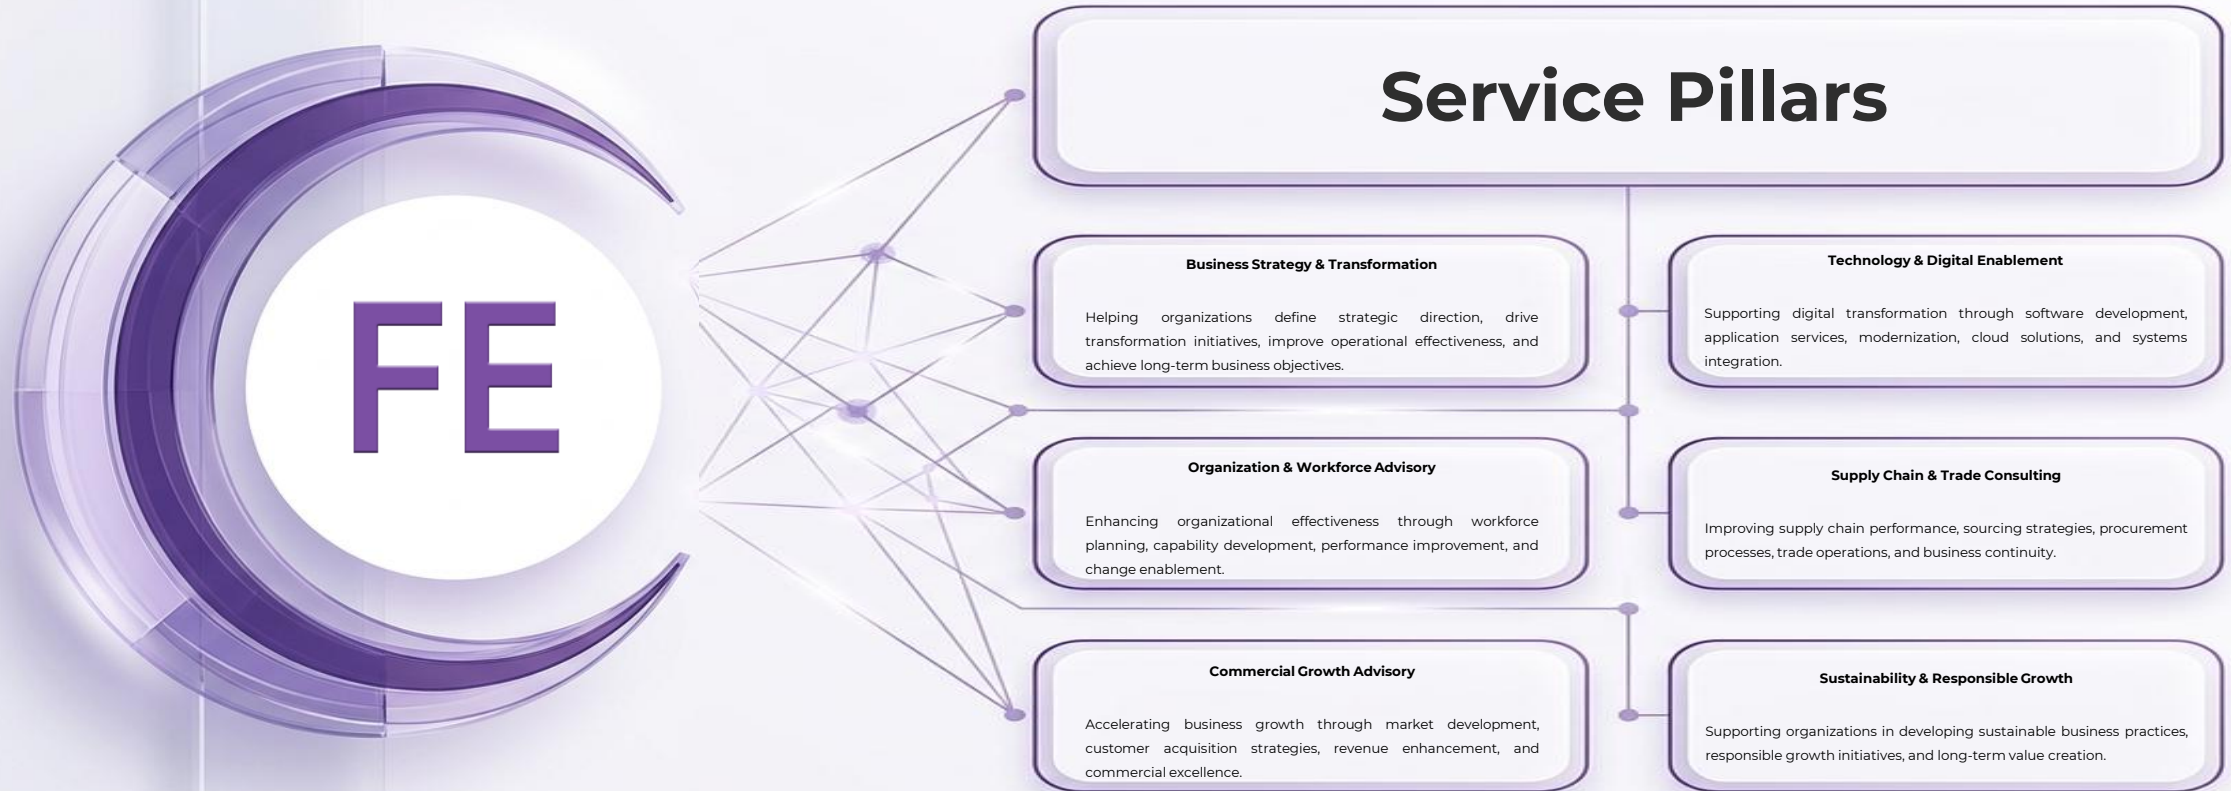 FE
Service Pillars
Business Strategy & Transformation
Helping organizations define strategic direction, drive
transformation initiatives, improve operational effectiveness, and
achieve long-term business objectives.
Technology & Digital Enablement
Supporting digital transformation through software development,
application services, modernization, cloud solutions, and systems
integration.
Organization & Workforce Advisory
Enhancing organizational effectiveness through workforce
planning, capability development, performance improvement, and
change enablement.
Supply Chain & Trade Consulting
Improving supply chain performance, sourcing strategies, procurement
processes, trade operations, and business continuity.
Commercial Growth Advisory
Accelerating business growth through market development,
customer acquisition strategies, revenue enhancement, and
commercial excellence.
Sustainability & Responsible Growth
Supporting organizations in developing sustainable business practices,
responsible growth initiatives, and long-term value creation.